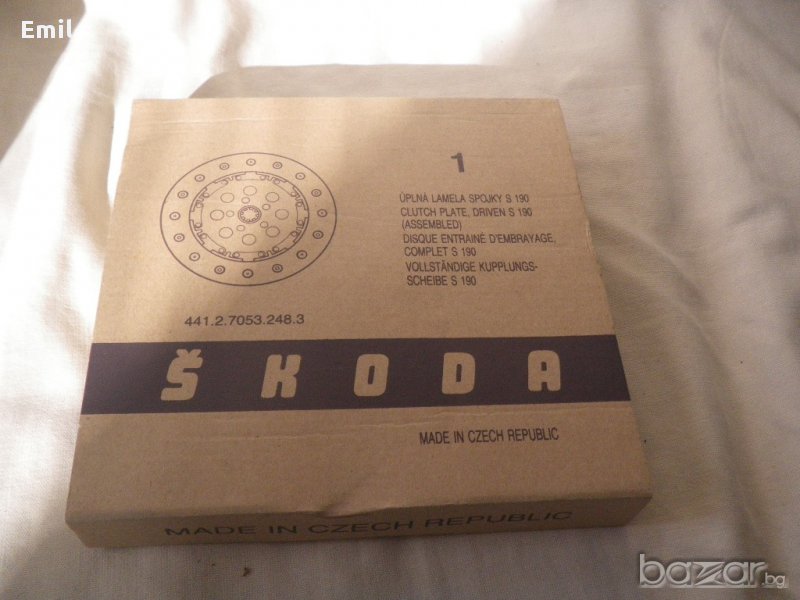 Emil
1
ÚPLNÁ LAMELA SPOJKY S 190
CLUTCH PLATE, DRIVEN S 190
(ASSEMBLED)
DISQUE ENTRAINÉ D'EMBRAYAGE,
COMPLET S 190
VOLLSTÄNDIGE KUPPLUNGS-
SCHEIBE S 190
441.2.7053.248.3
ŠKODA
MADE IN CZECH REPUBLIC
MADE IN CZECH REPUBLIC
bazar.bg